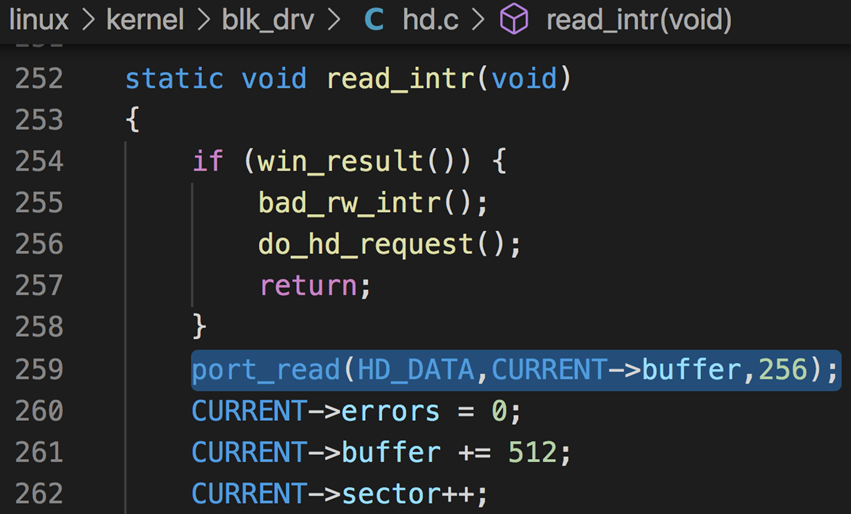 linux > kernel > blk_drv > C hd.c > read_intr(void)
252 static void read_intr(void)
253 {
254 if (win_result()) {
255 bad_rw_intr();
256 do_hd_request();
257 return;
258 }
259 port_read(HD_DATA,CURRENT->buffer,256);
260 CURRENT->errors = 0;
261 CURRENT->buffer += 512;
262 CURRENT->sector++;